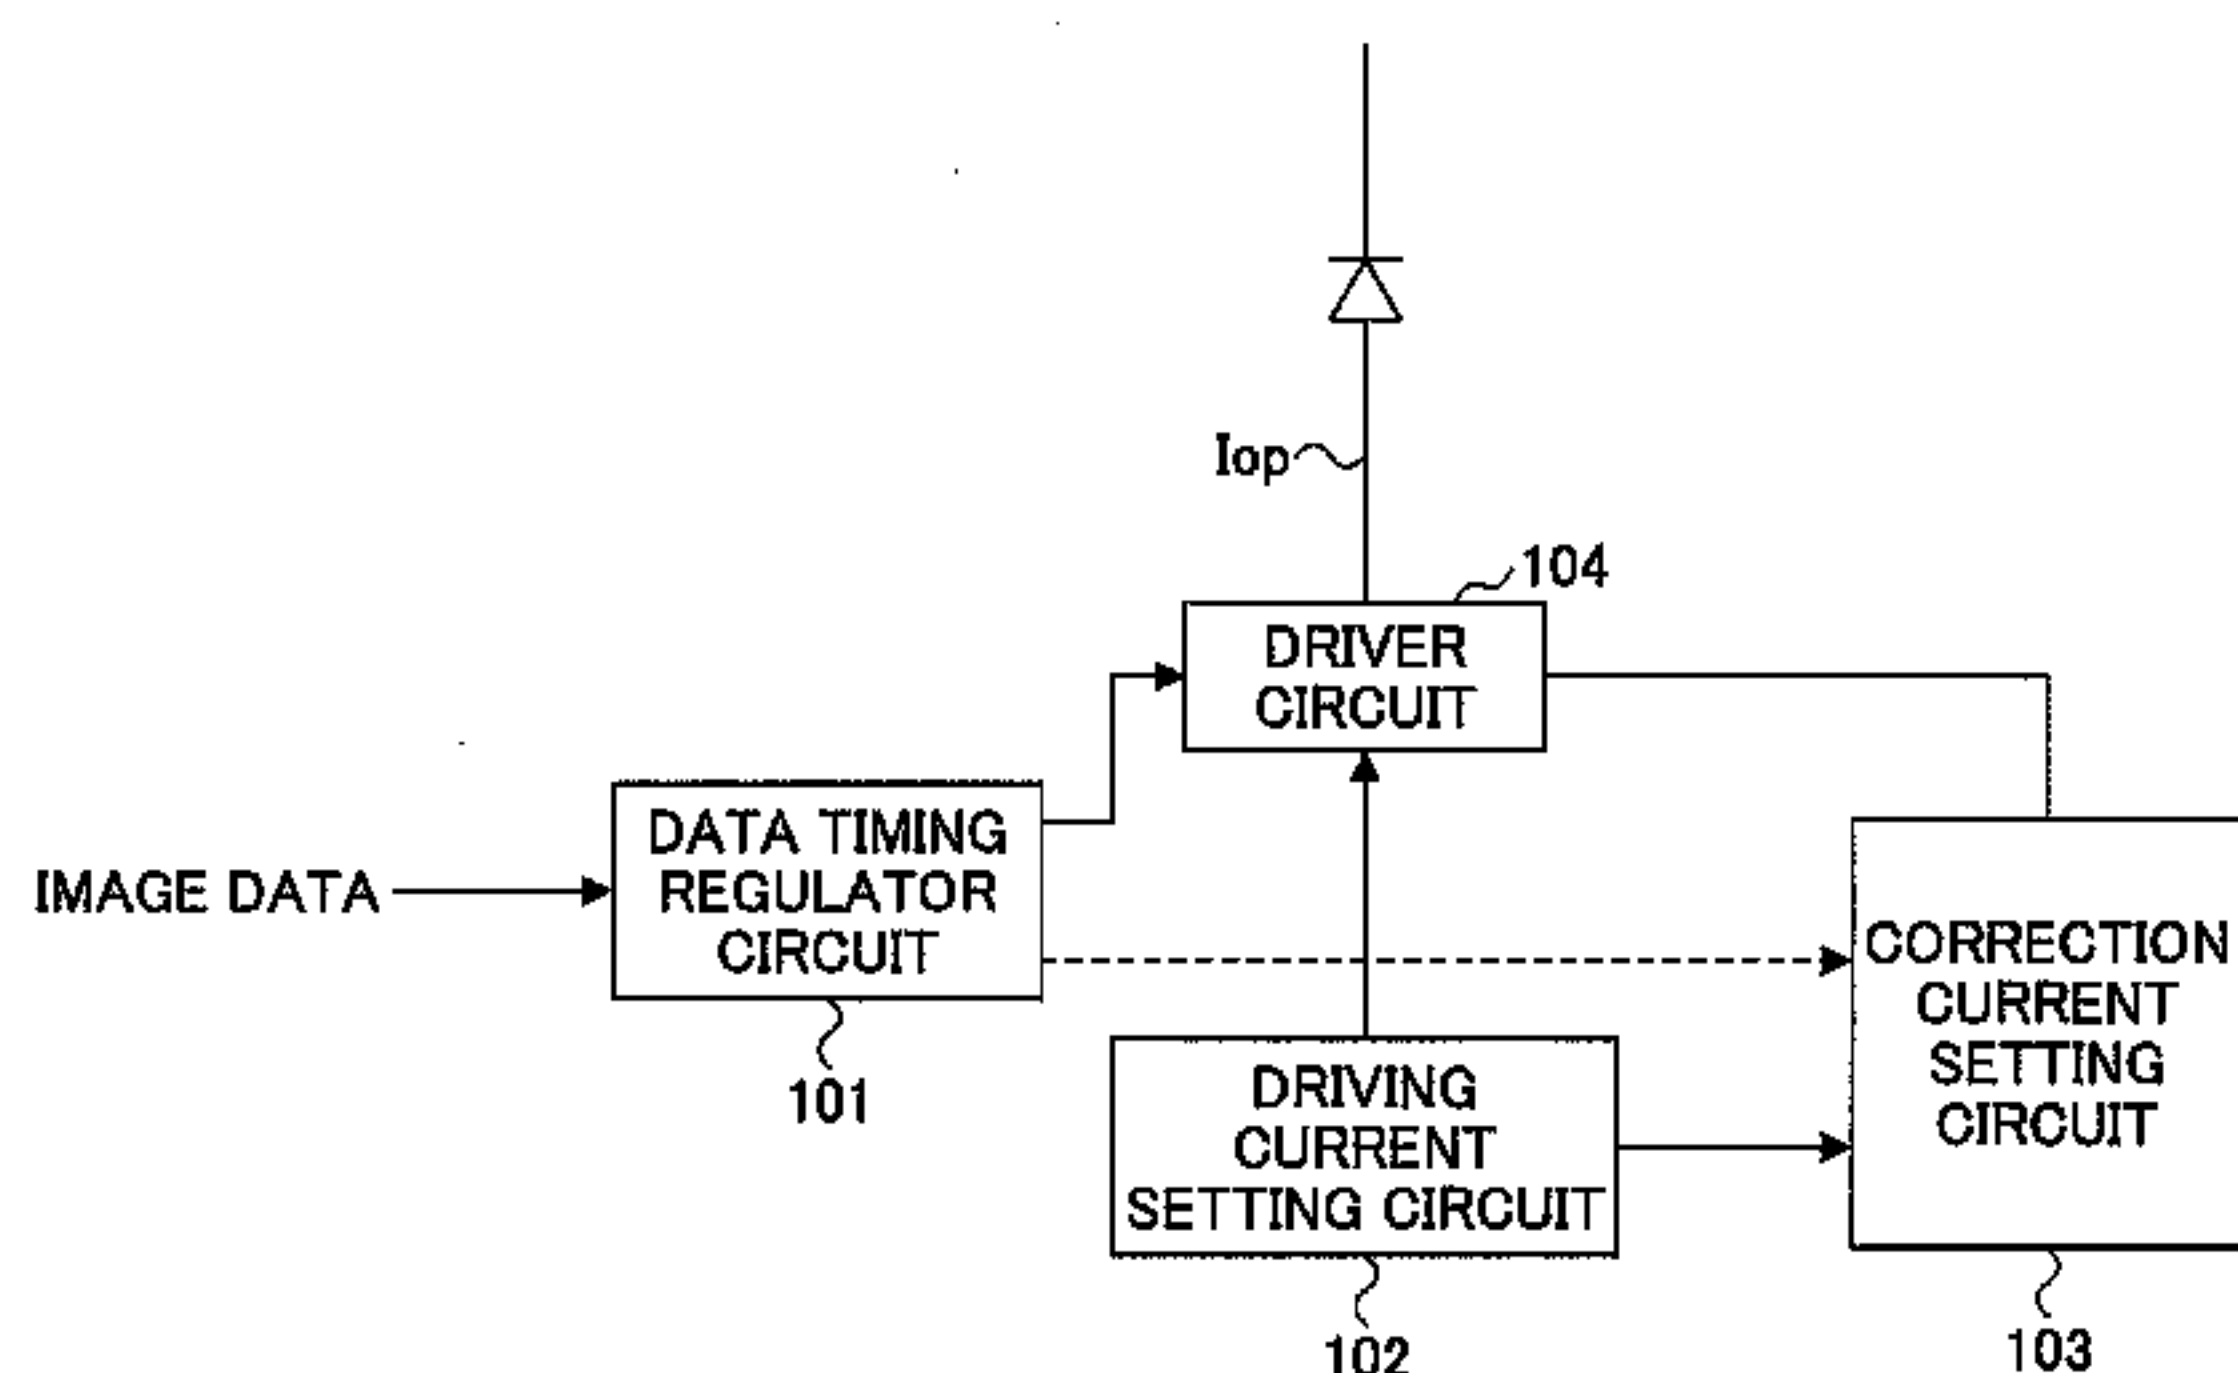 Iop
104
DRIVER
CIRCUIT
IMAGE DATA
DATA TIMING
REGULATOR
CIRCUIT
101
DRIVING
CURRENT
SETTING CIRCUIT
102
CORRECTION
CURRENT
SETTING
CIRCUIT
103